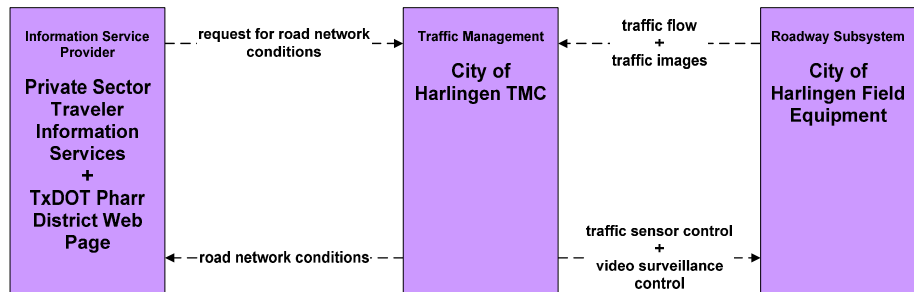 Information Service
Provider
Private Sector
Traveler
Information
Services
+
TxDOT Pharr
District Web
Page
request for road network
conditions
road network conditions
Traffic Management
City of
Harlingen TMC
traffic flow
+
traffic images
traffic sensor control
+
video surveillance
control
Roadway Subsystem
City of
Harlingen Field
Equipment